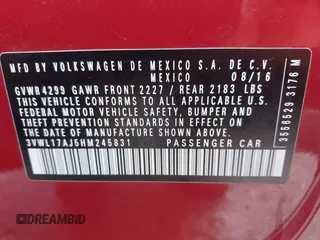 MFD. BY VOLKSWAGEN DE MEXICO S.A. DE C.V.
08/16
GVWR4299 GAWR FRONT 2227 / REAR 2183 LBS
THIS VEHICLE CONFORMS TO ALL APPLICABLE U.S.
FEDERAL MOTOR VEHICLE SAFETY, BUMPER, AND
THEFT PREVENTION STANDARDS IN EFFECT ON THE
DATE OF MANUFACTURE SHOWN ABOVE.
3VWL17AJ5HM245831 PASSENGER CAR
3556529 3176 M
DREAMBID